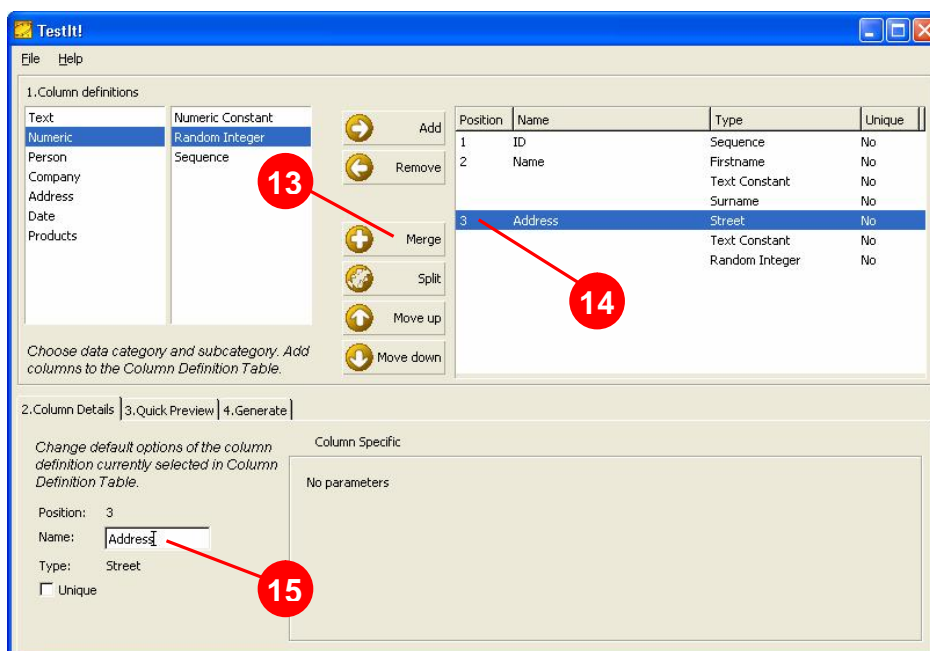 TestIt!
File Help
1.Column definitions
Text
Numeric
Person
Company
Address
Date
Products
Numeric Constant
Random Integer
Sequence
Add
Remove
Merge
Split
Move up
Move down
Position Name Type Unique
1 ID Sequence No
2 Name Firstname No
Text Constant No
Surname No
3 Address Street No
Text Constant No
Random Integer No
13
14
Choose data category and subcategory. Add
columns to the Column Definition Table.
2.Column Details 3.Quick Preview 4.Generate
Change default options of the column
definition currently selected in Column
Definition Table.
Position: 3
Name: Address
Type: Street
Unique
15
Column Specific
No parameters